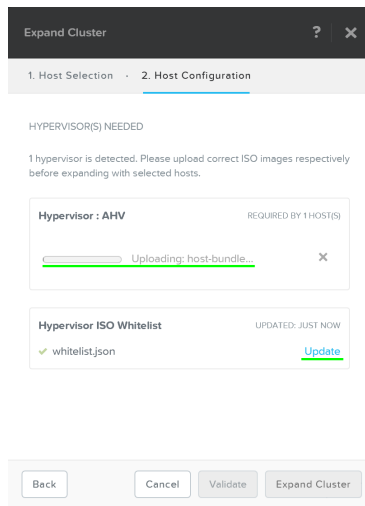 Expand Cluster ? ×
1. Host Selection · 2. Host Configuration
HYPERVISOR(S) NEEDED
1 hypervisor is detected. Please upload correct ISO images respectively
before expanding with selected hosts.
Hypervisor : AHV REQUIRED BY 1 HOST(S)
Uploading: host-bundle... ×
Hypervisor ISO Whitelist UPDATED: JUST NOW
✓ whitelist.json Update
Back Cancel Validate Expand Cluster